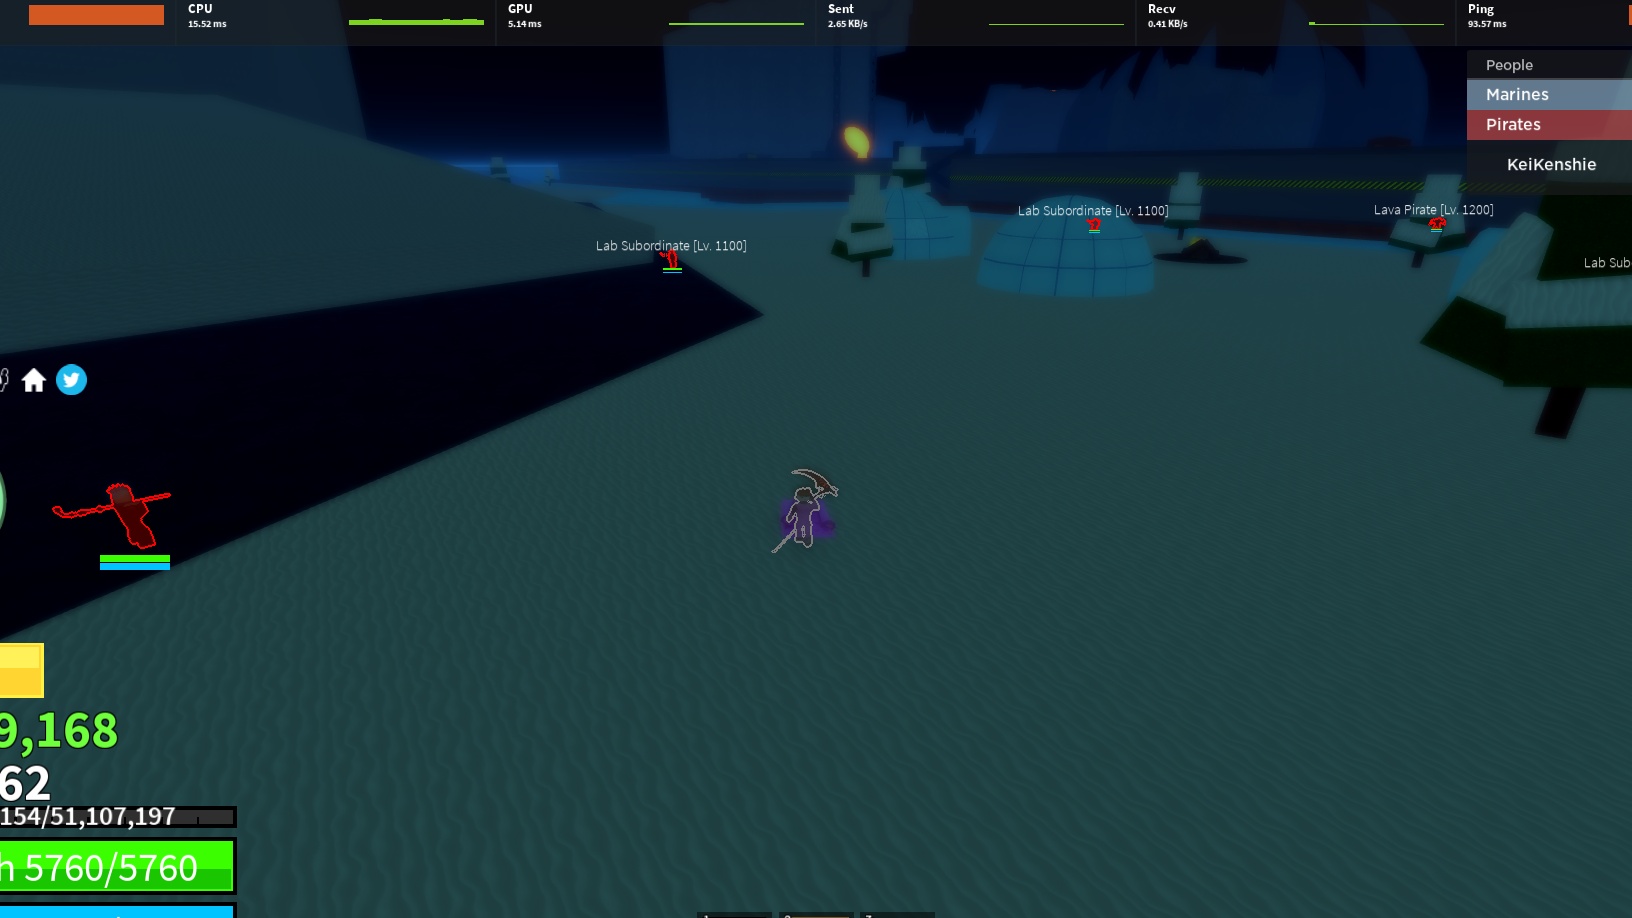 CPU
15.52 ms
GPU
5.14 ms
Sent
2.65 KB/s
Recv
0.41 KB/s
Ping
93.57 ms
People
Marines
Pirates
KeiKenshie
Lab Subordinate [Lv. 1100]
Lava Pirate [Lv. 1200]
Lab Subordinate [Lv. 1100]
Lab Sub
9,168
62
154/51,107,197
h 5760/5760